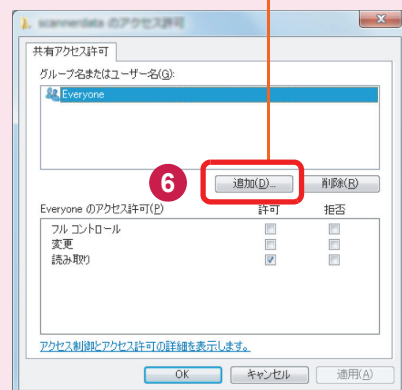 scannerdata のアクセス許可
共有アクセス許可
グループ名またはユーザー名(G):
Everyone
6
追加(D)... 削除(R)
Everyone のアクセス許可(P) 許可 拒否
フル コントロール
変更
読み取り
アクセス制御とアクセス許可の詳細を表示します。
OK キャンセル 適用(A)